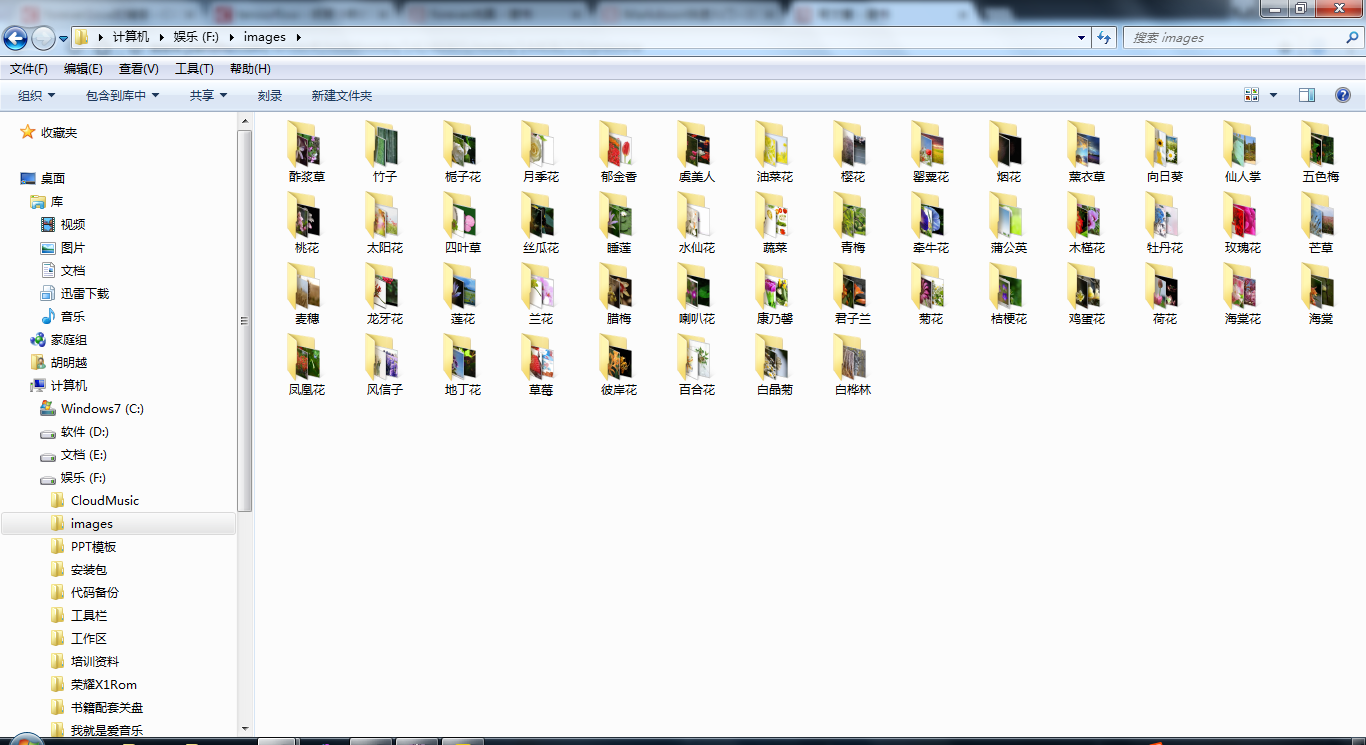 计算机 娱乐 (F:) images
搜索 images
文件(F) 编辑(E) 查看(V) 工具(T) 帮助(H)
组织 包含到库中 共享 刻录 新建文件夹
收藏夹
桌面
库
视频
图片
文档
迅雷下载
音乐
家庭组
胡明越
计算机
Windows7 (C:)
软件 (D:)
文档 (E:)
娱乐 (F:)
CloudMusic
images
PPT模板
安装包
代码备份
工具栏
工作区
培训资料
荣耀X1Rom
书籍配套关盘
我就是爱音乐
酢浆草 竹子 栀子花 月季花 郁金香 虞美人 油菜花 樱花 罂粟花 烟花 薰衣草 向日葵 仙人掌 五色梅
桃花 太阳花 四叶草 丝瓜花 睡莲 水仙花 蔬菜 青梅 牵牛花 蒲公英 木槿花 牡丹花 玫瑰花 芒草
麦穗 龙牙花 莲花 兰花 腊梅 喇叭花 康乃馨 君子兰 菊花 桔梗花 鸡蛋花 荷花 海棠花 海棠
凤凰花 风信子 地丁花 草莓 彼岸花 百合花 白晶菊 白桦林